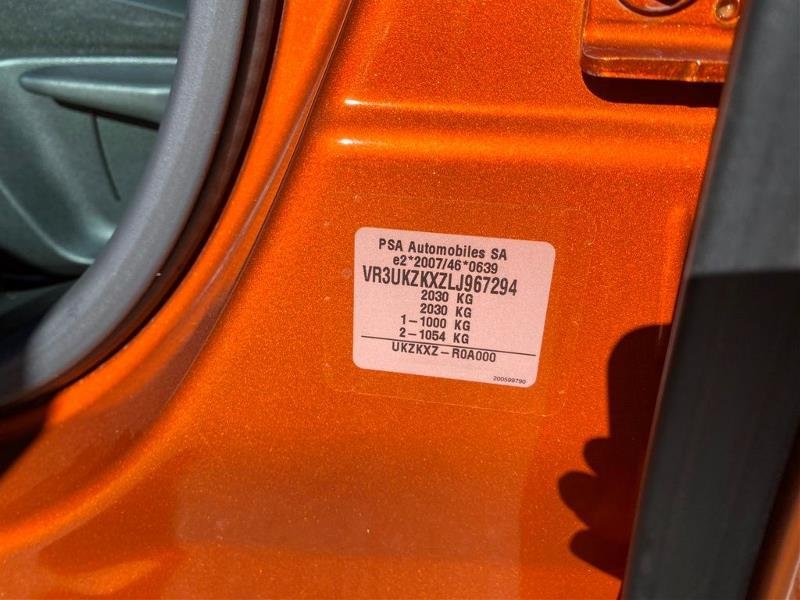 PSA Automobiles SA
e2*2007/46*0639
VR3UKZKXZLJ967294
2030 KG
2030 KG
1-1000 KG
2-1054 KG
UKZKXZ-R0A000
200599790